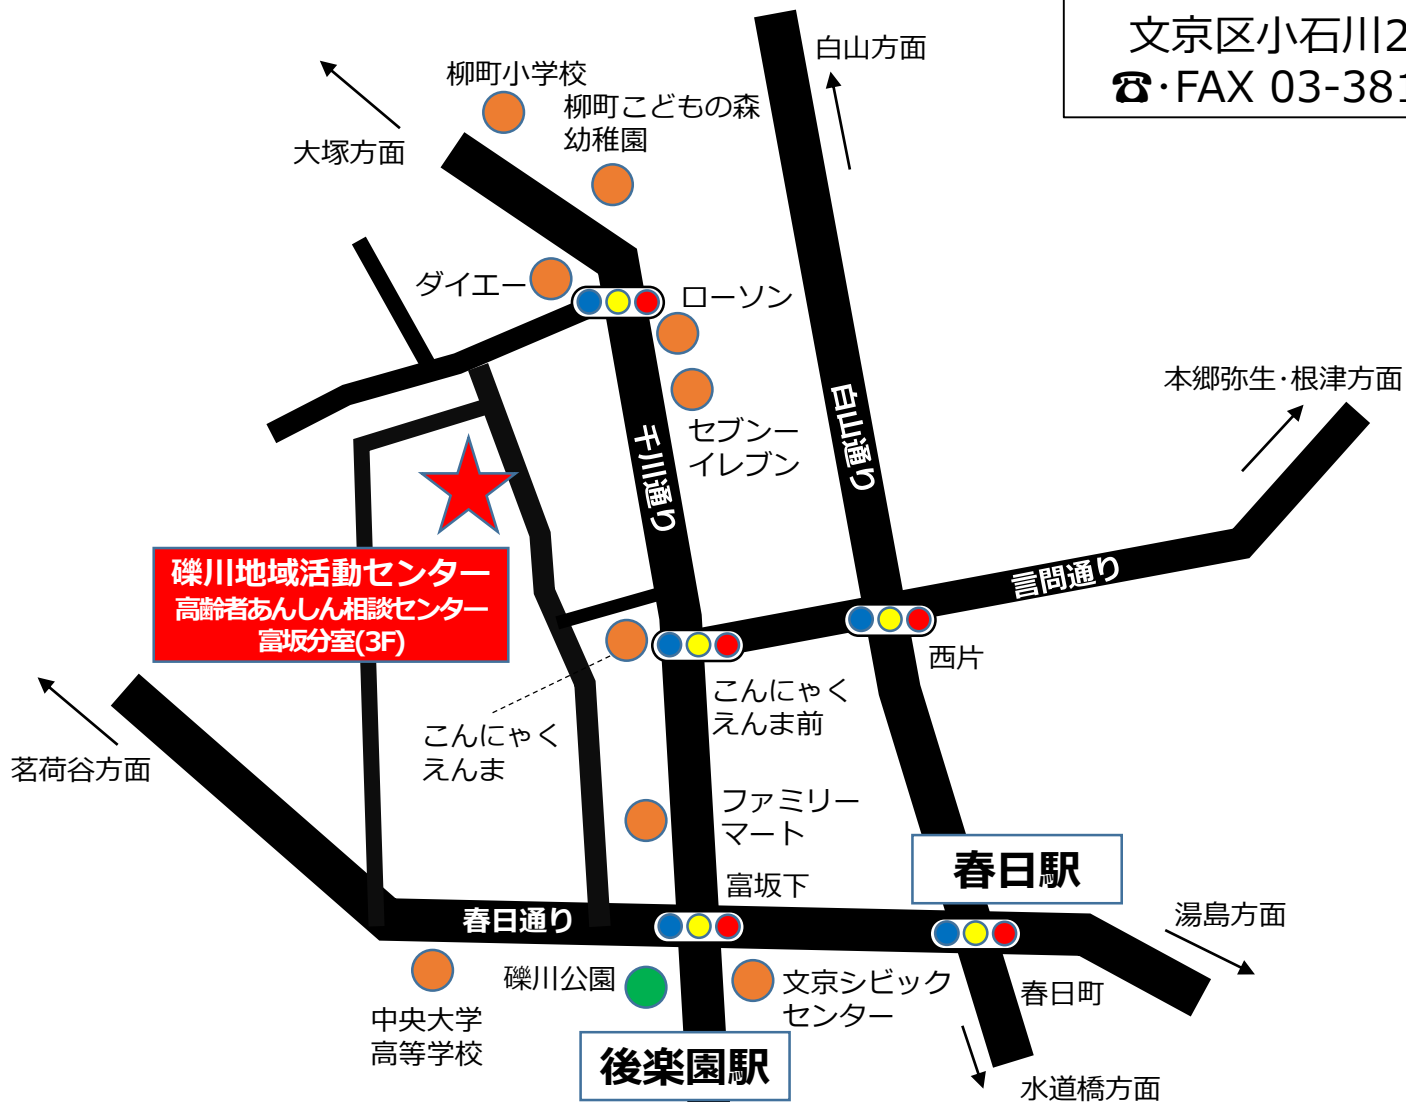 文京区小石川2
☎・FAX 03-381
白山方面
柳町小学校
柳町こどもの森
幼稚園
大塚方面
ダイエー
ローソン
本郷弥生・根津方面
白山通り
セブンー
イレブン
千川通り
言問通り
礫川地域活動センター
高齢者あんしん相談センター
富坂分室(3F)
西片
こんにゃく
えんま前
こんにゃく
えんま
茗荷谷方面
ファミリー
マート
春日駅
富坂下
春日通り
湯島方面
礫川公園
文京シビック
センター
春日町
中央大学
高等学校
後楽園駅
水道橋方面